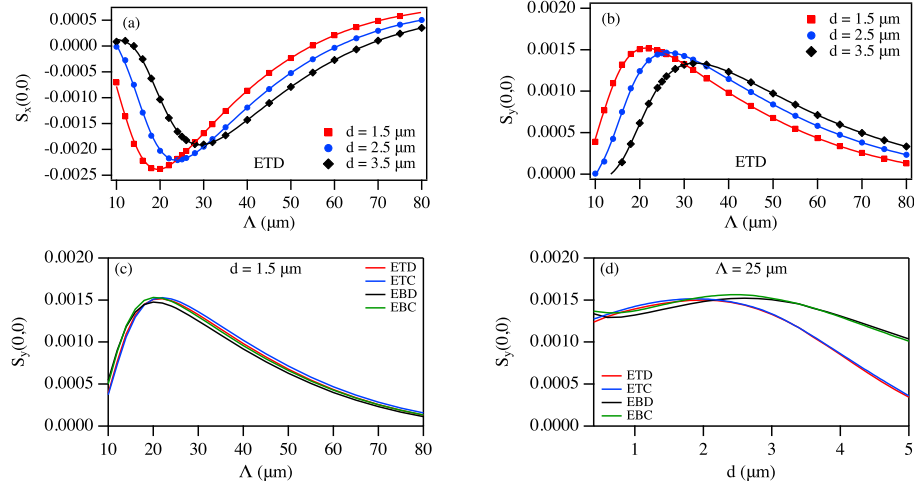 (a)
0.0005
0.0000
-0.0005
-0.0010
-0.0015
-0.0020
-0.0025
Sx(0,0)
d = 1.5 µm
d = 2.5 µm
d = 3.5 µm
ETD
10 20 30 40 50 60 70 80
Λ (µm)
(b)
0.0020
0.0015
0.0010
0.0005
0.0000
Sy(0,0)
d = 1.5 µm
d = 2.5 µm
d = 3.5 µm
ETD
10 20 30 40 50 60 70 80
Λ (µm)
(c)
d = 1.5 µm
0.0020
0.0015
0.0010
0.0005
0.0000
Sy(0,0)
ETD
ETC
EBD
EBC
10 20 30 40 50 60 70 80
Λ (µm)
(d)
Λ = 25 µm
0.0020
0.0015
0.0010
0.0005
0.0000
Sy(0,0)
ETD
ETC
EBD
EBC
1 2 3 4 5
d (µm)